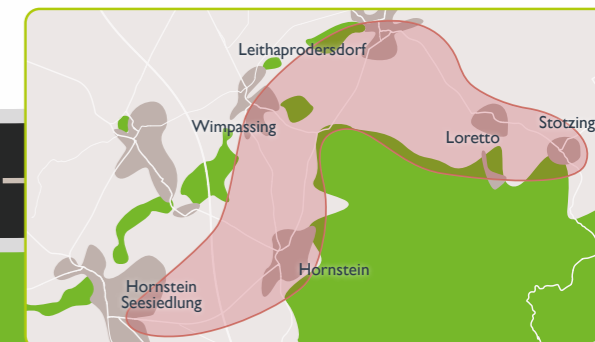 Leithaprodersdorf
Wimpassing
Stotzing
Loretto
Hornstein
Hornstein
Seesiedlung